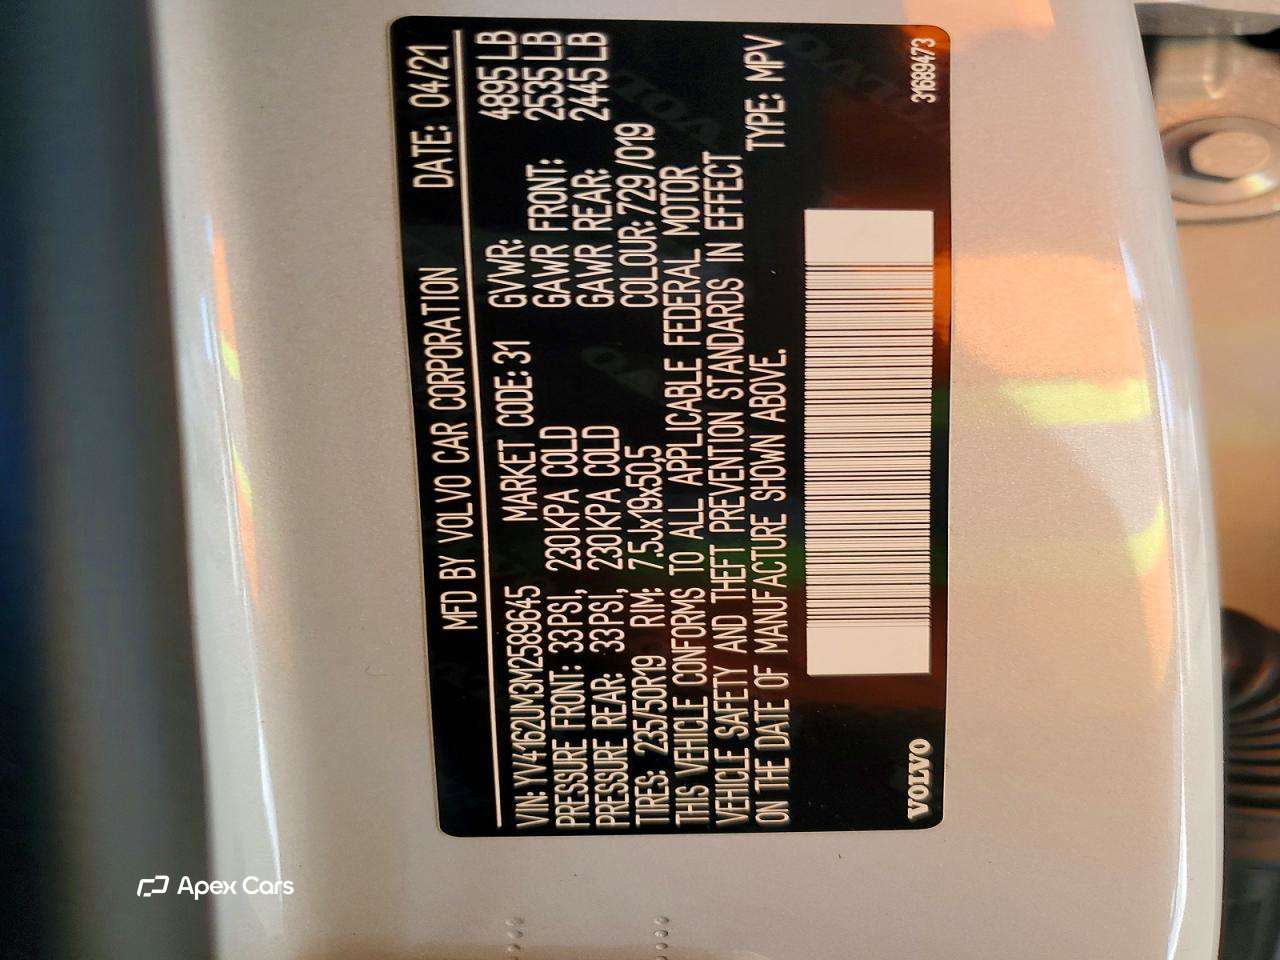 MFD BY VOLVO CAR CORPORATION DATE: 04/21
VIN: YV4162UM3M2589645 MARKET CODE: 31 GVWR: 4895 LB
PRESSURE FRONT: 33PSI, 230KPA COLD GAWR FRONT: 2535 LB
PRESSURE REAR: 33PSI, 230KPA COLD GAWR REAR: 2445 LB
TIRES: 235/50R19 RIM: 7.5Jx19x50,5 COLOUR: 729 /019
THIS VEHICLE CONFORMS TO ALL APPLICABLE FEDERAL MOTOR
VEHICLE SAFETY AND THEFT PREVENTION STANDARDS IN EFFECT
ON THE DATE OF MANUFACTURE SHOWN ABOVE. TYPE: MPV
VOLVO 31689473
Apex Cars